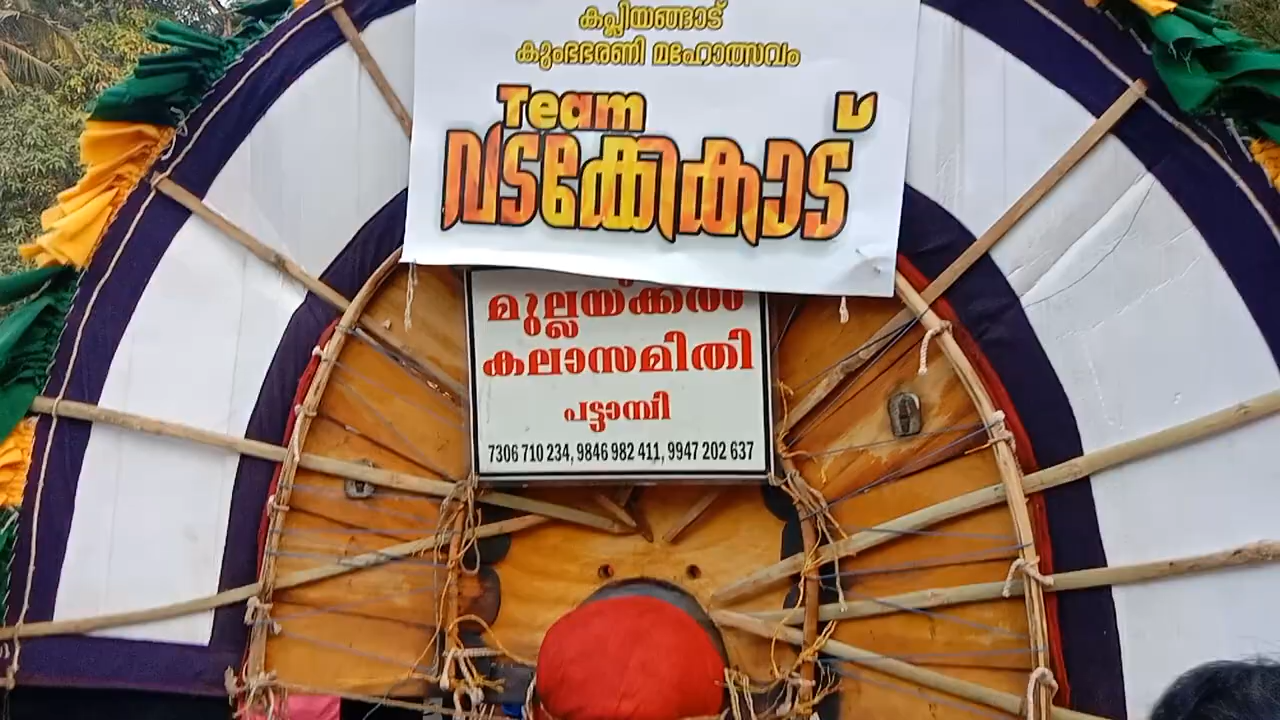 കപ്ലിയങ്ങാട്
കുംഭഭരണി മഹോത്സവം
Team
വടക്കേകാട്
മുല്ലയ്ക്കൽ
കലാസമിതി
പട്ടാമ്പി
7306 710 234, 9846 982 411, 9947 202 637